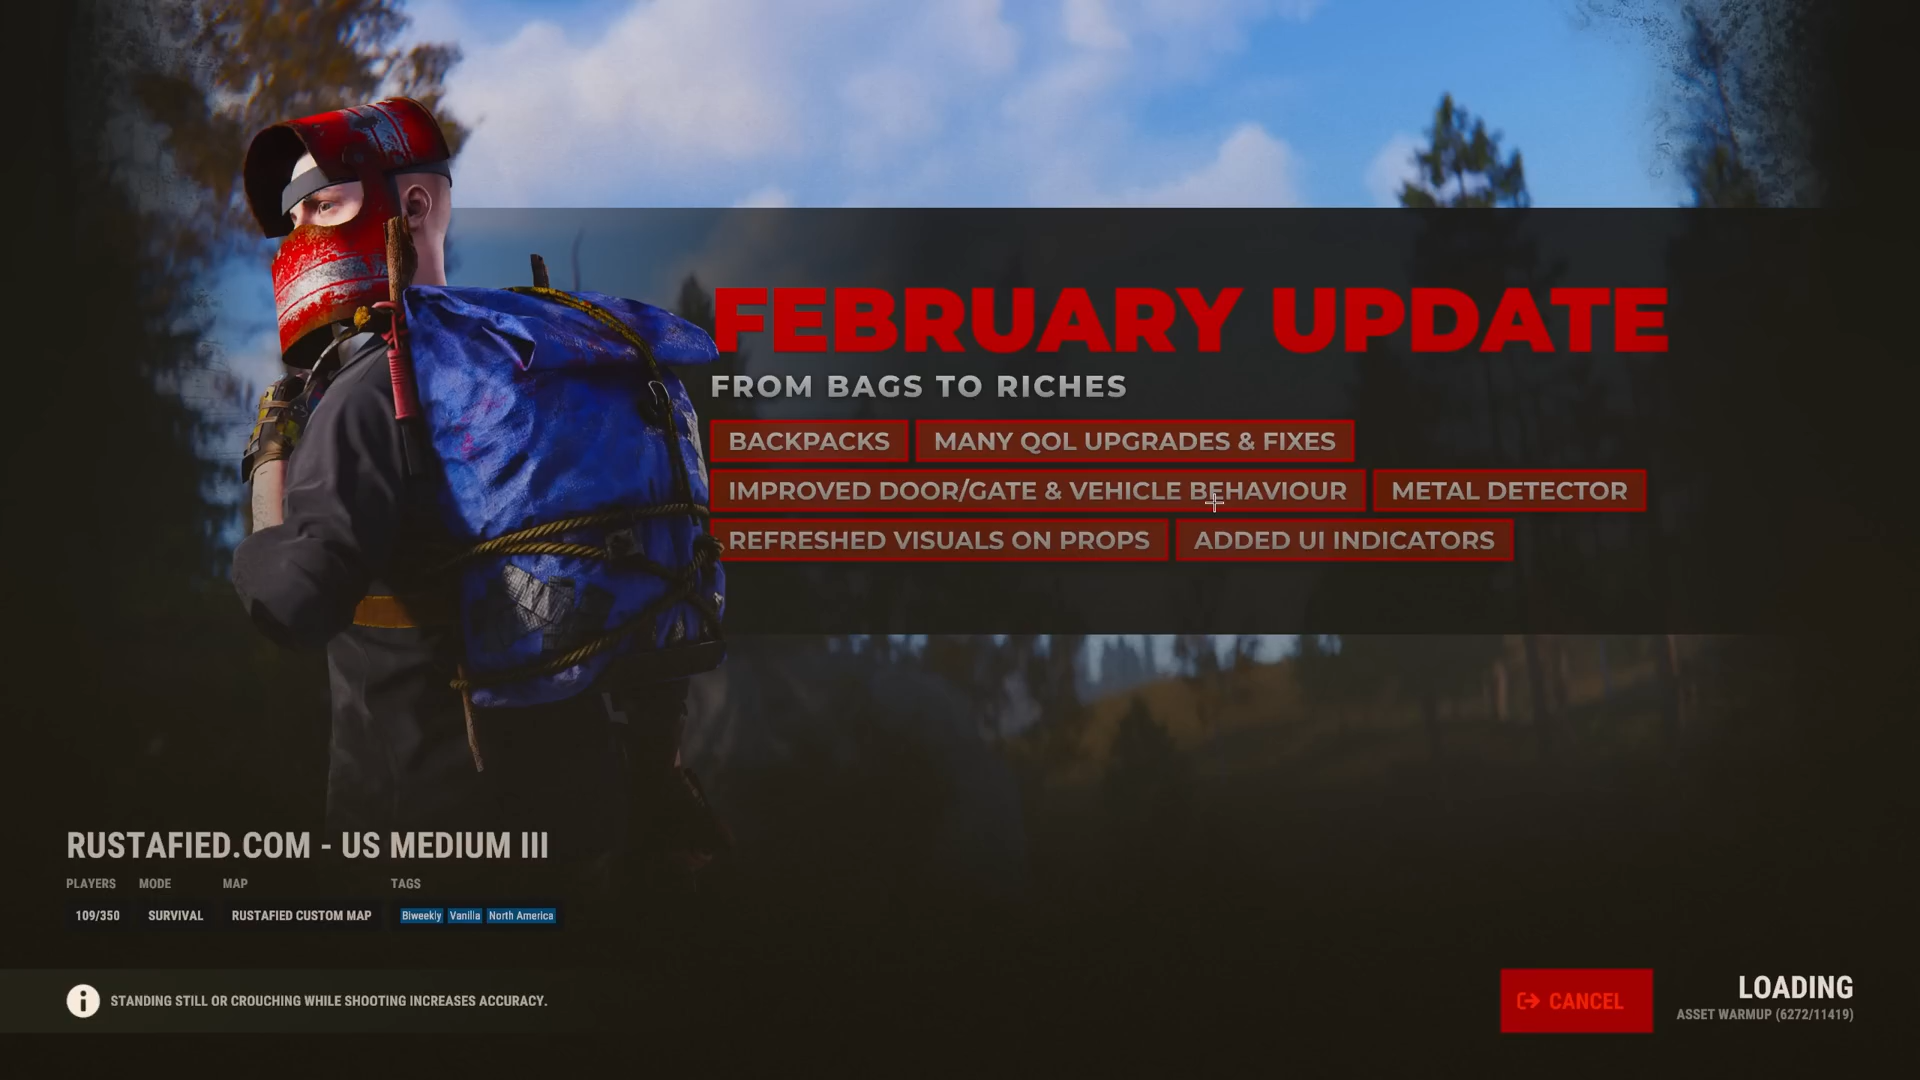 FEBRUARY UPDATE
FROM BAGS TO RICHES
BACKPACKS MANY QOL UPGRADES & FIXES
IMPROVED DOOR/GATE & VEHICLE BEHAVIOUR METAL DETECTOR
REFRESHED VISUALS ON PROPS ADDED UI INDICATORS
RUSTAFIED.COM - US MEDIUM III
PLAYERS MODE MAP TAGS
109/350 SURVIVAL RUSTAFIED CUSTOM MAP Biweekly Vanilla North America
STANDING STILL OR CROUCHING WHILE SHOOTING INCREASES ACCURACY.
CANCEL
LOADING
ASSET WARMUP (6272/11419)